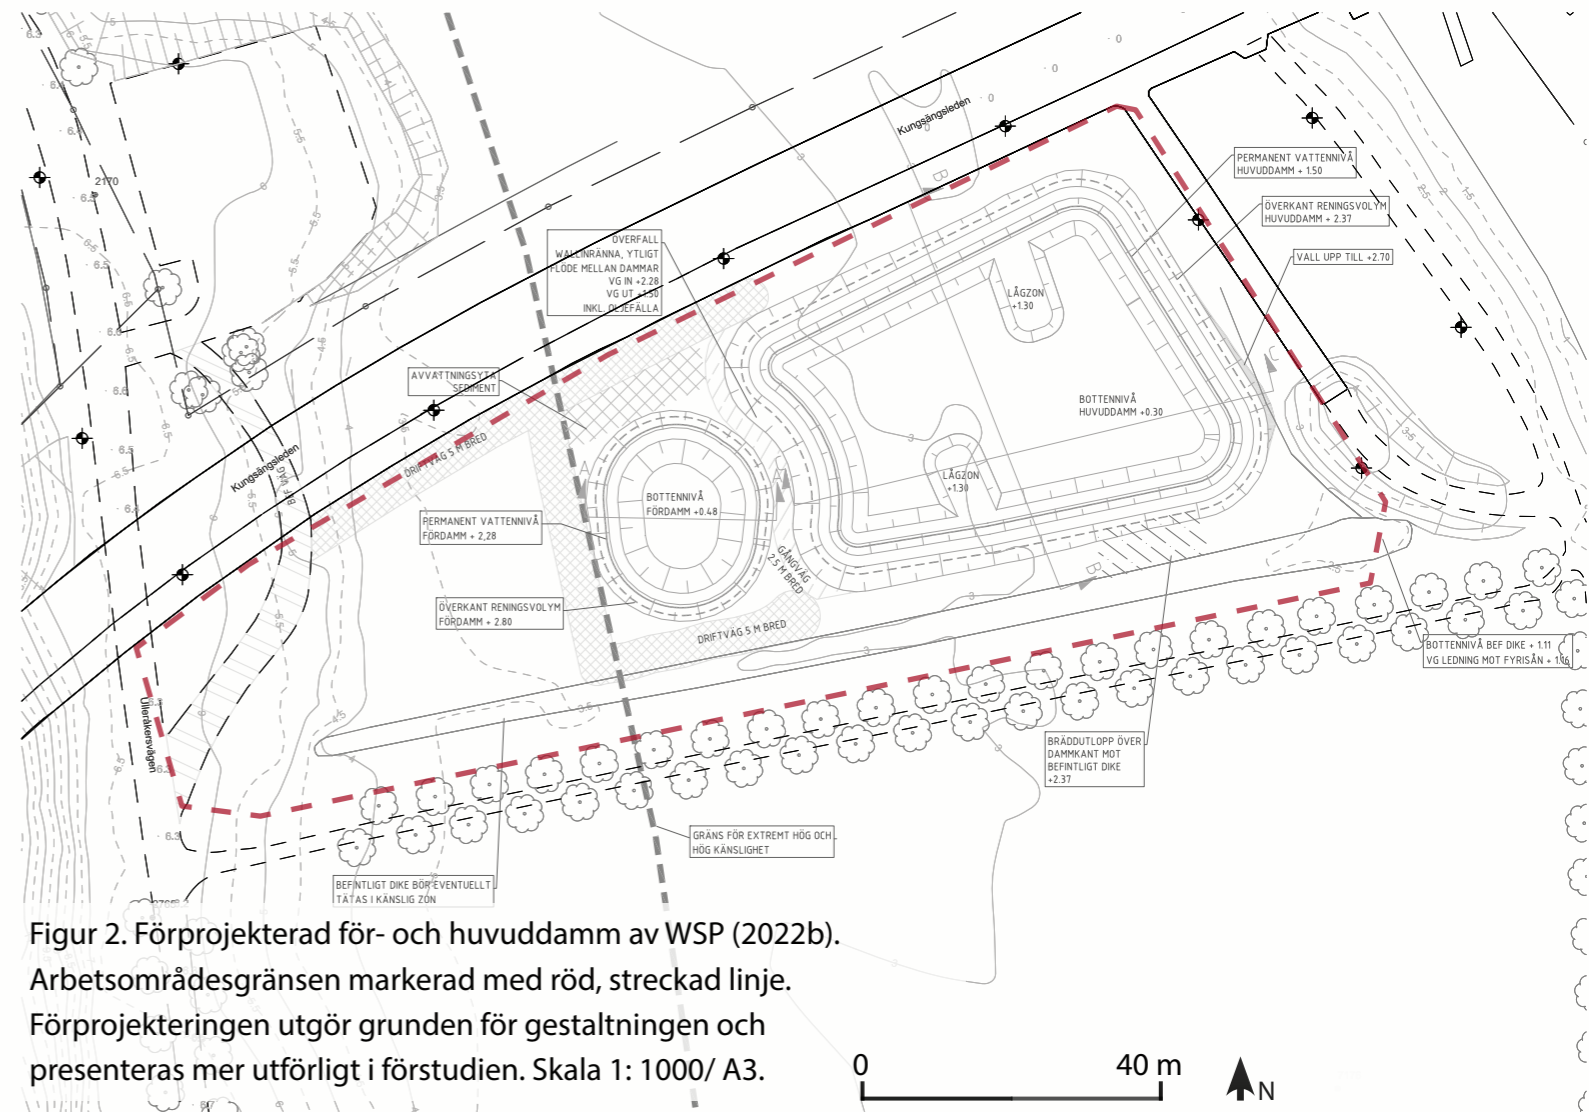 Kungsängsleden
PERMANENT VATTENNIVÅ
HUVUDDAMM + 1.50
ÖVERKANT RENINGSVOLYM
HUVUDDAMM + 2.37
VALL UPP TILL +2.70
ÖVERFALL
WALLINRÄNNA, YTLIGT
FLÖDE MELLAN DAMMAR
VG IN +2.28
VG UT +1.50
INKL. OLJEFÄLLA
LÅGZON
+1.30
AVVATTNINGSYTA
SEDIMENT
BOTTENNIVÅ
HUVUDDAMM +0.30
DRIFTVÄG 5 M BRED
Kungsängsleden
BEF VÄG
LÅGZON
+1.30
BOTTENNIVÅ
FÖRDAMM +0.48
PERMANENT VATTENNIVÅ
FÖRDAMM + 2,28
GÅNGVÄG
2.5 M BRED
ÖVERKANT RENINGSVOLYM
FÖRDAMM + 2.80
DRIFTVÄG 5 M BRED
BOTTENNIVÅ BEF DIKE + 1.11
VG LEDNING MOT FYRISÅN + 1.16
Ulleråkersvägen
BRÄDDUTLOPP ÖVER
DAMMKANT MOT
BEFINTLIGT DIKE
+2.37
GRÄNS FÖR EXTREMT HÖG OCH
HÖG KÄNSLIGHET
BEFINTLIGT DIKE BÖR EVENTUELLT
TÄTAS I KÄNSLIG ZON
2170
A
A
B
B
C
Figur 2. Förprojekterad för- och huvuddamm av WSP (2022b).
Arbetsområdesgränsen markerad med röd, streckad linje.
Förprojekteringen utgör grunden för gestaltningen och
presenteras mer utförligt i förstudien. Skala 1: 1000/ A3.
0 40 m
N